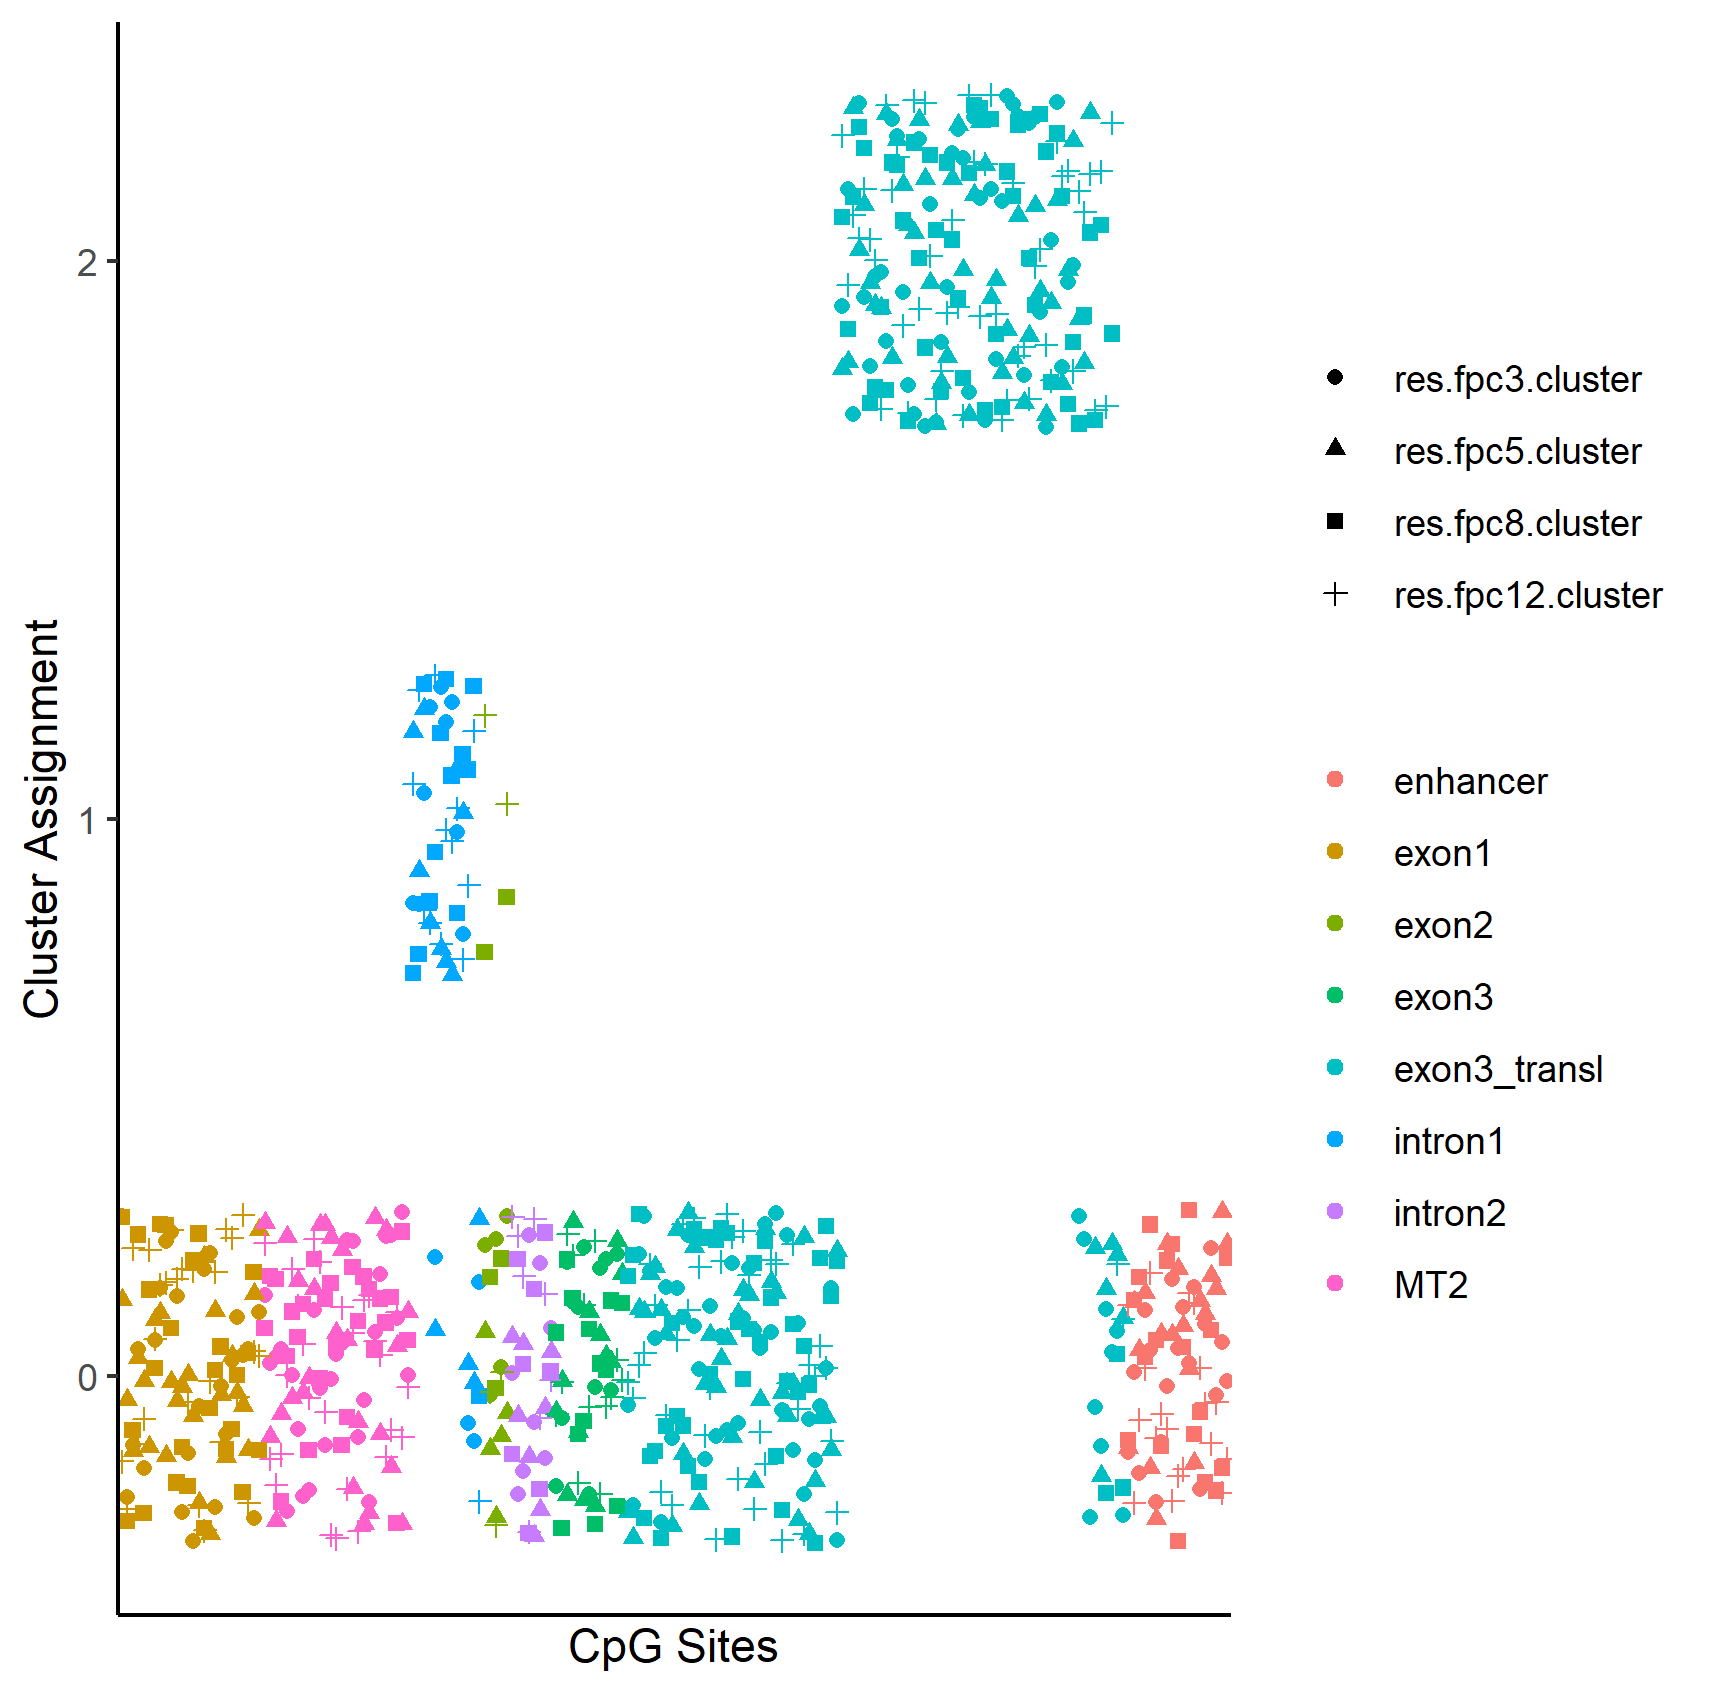 Cluster Assignment
2
1
0
CpG Sites
res.fpc3.cluster
res.fpc5.cluster
res.fpc8.cluster
res.fpc12.cluster
enhancer
exon1
exon2
exon3
exon3_transl
intron1
intron2
MT2